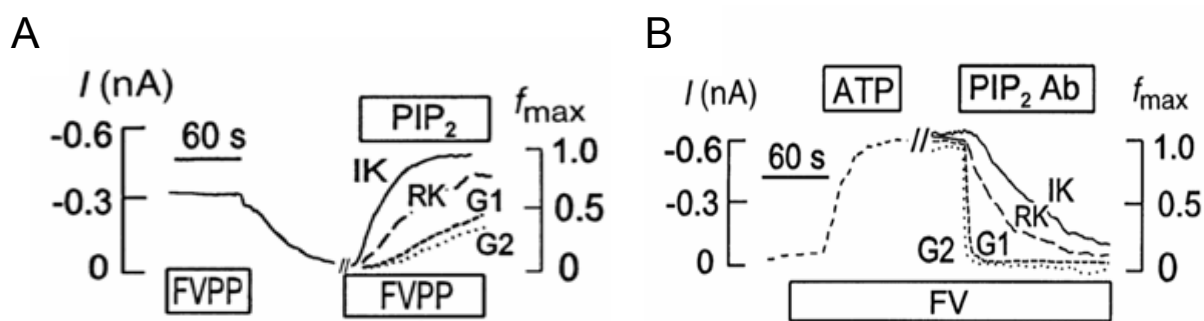 A
I (nA)
-0.6
-0.3
0
60 s
FVPP
PIP₂
IK
RK
G1
G2
//
FVPP
fmax
1.0
0.5
0
B
I (nA)
-0.6
-0.3
0
60 s
ATP
//
PIP₂ Ab
IK
RK
G2
G1
FV
fmax
1.0
0.5
0